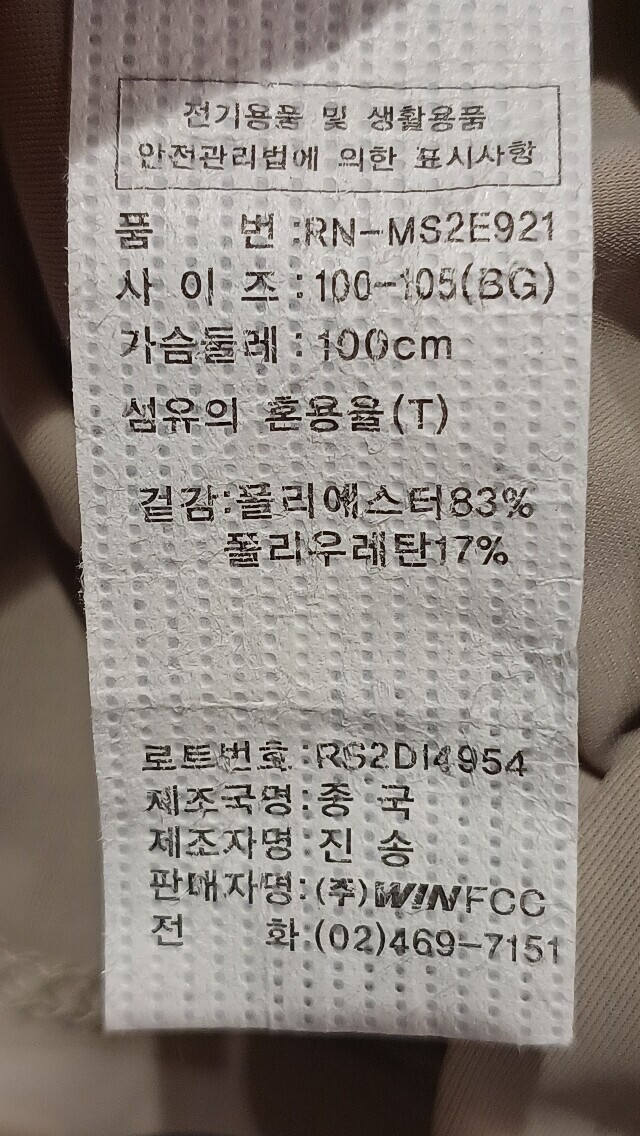 전기용품 및 생활용품
안전관리법에 의한 표시사항
품 번 :RN-MS2E921
사 이 즈 : 100-105(BG)
가슴둘레 : 100cm
섬유의 혼용율(T)
겉감:폴리에스터83%
폴리우레탄17%
로트번호 :RS2DI4954
제조국명:중 국
제조자명 진 송
판매자명: (주)WINFCC
전 화:(02)469-7151